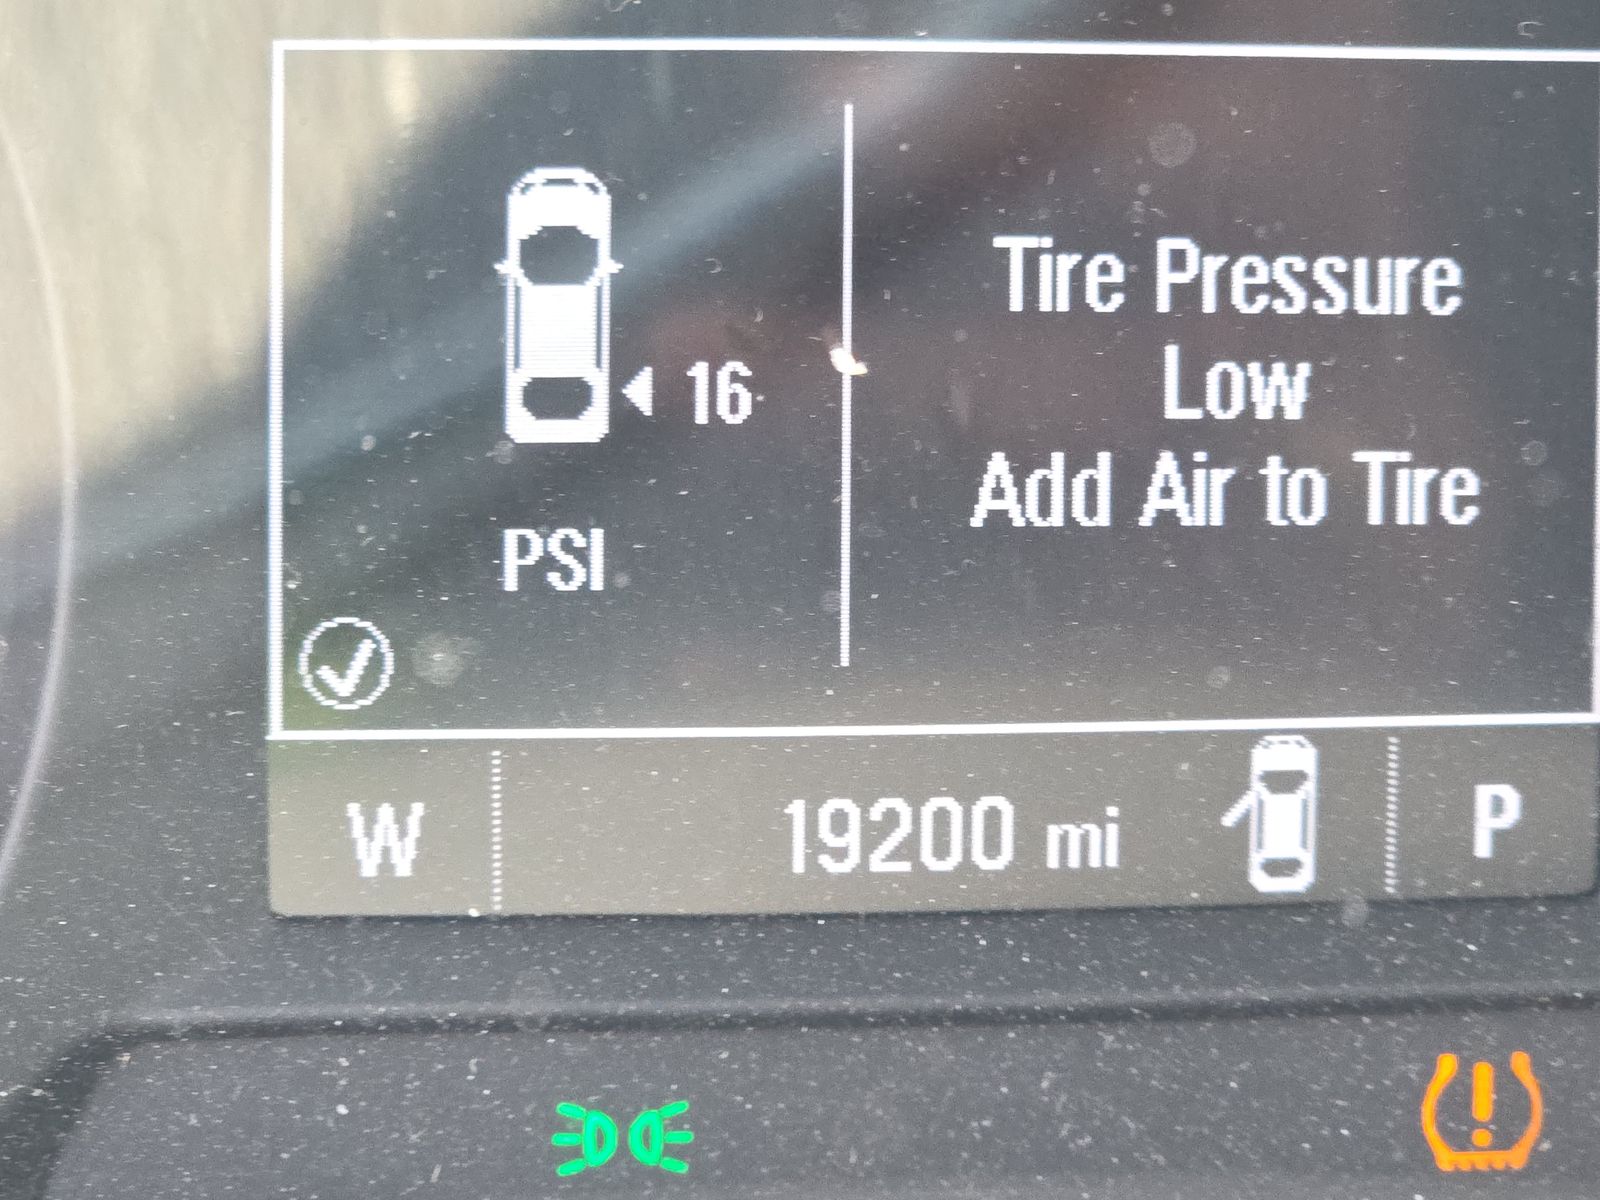 Tire Pressure
Low
Add Air to Tire
16
PSI
W
19200 mi
P